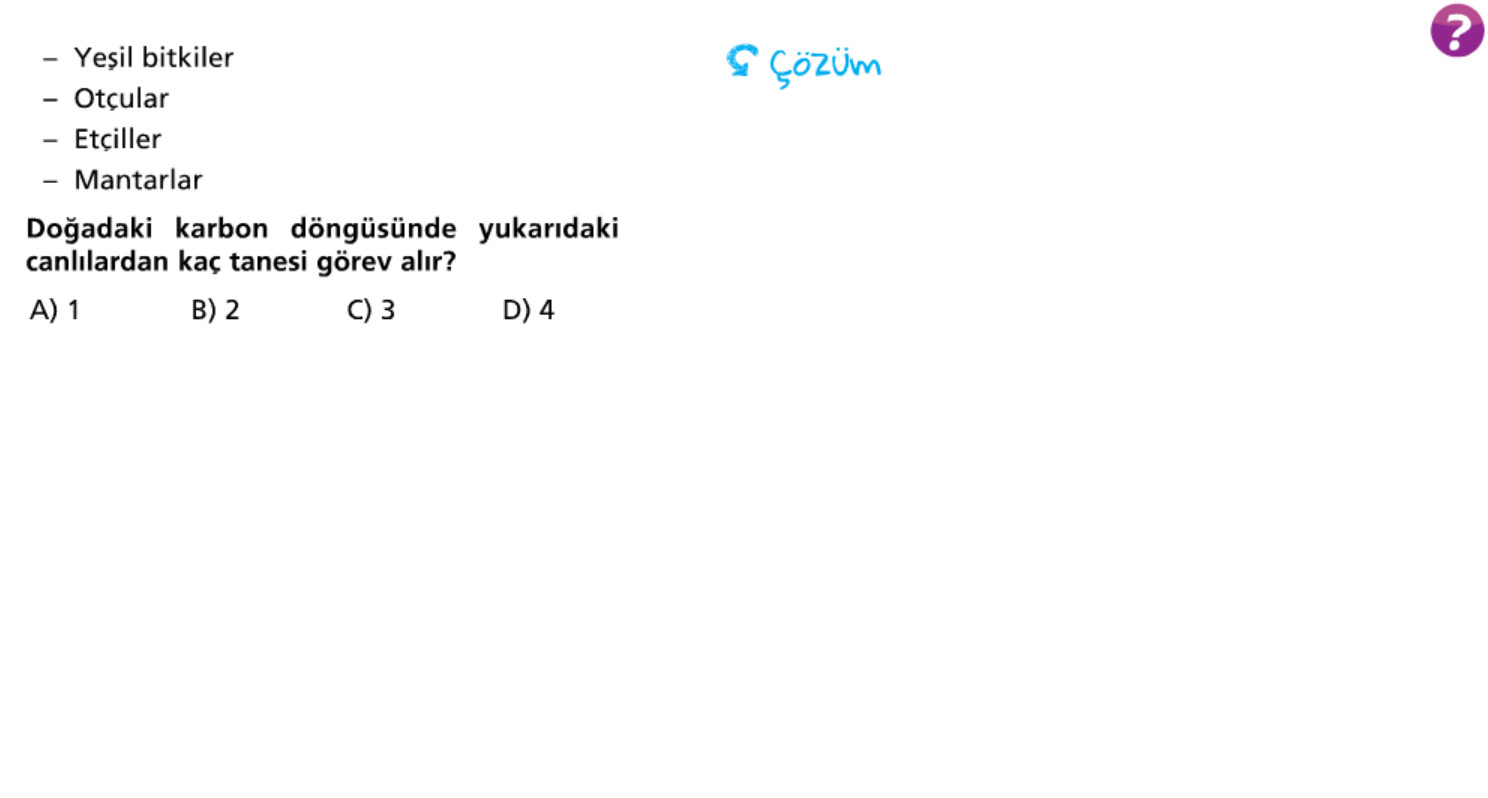 – Yeşil bitkiler
– Otçular
– Etçiller
– Mantarlar
Doğadaki karbon döngüsünde yukarıdaki
canlılardan kaç tanesi görev alır?
A) 1 B) 2 C) 3 D) 4
Çözüm
?